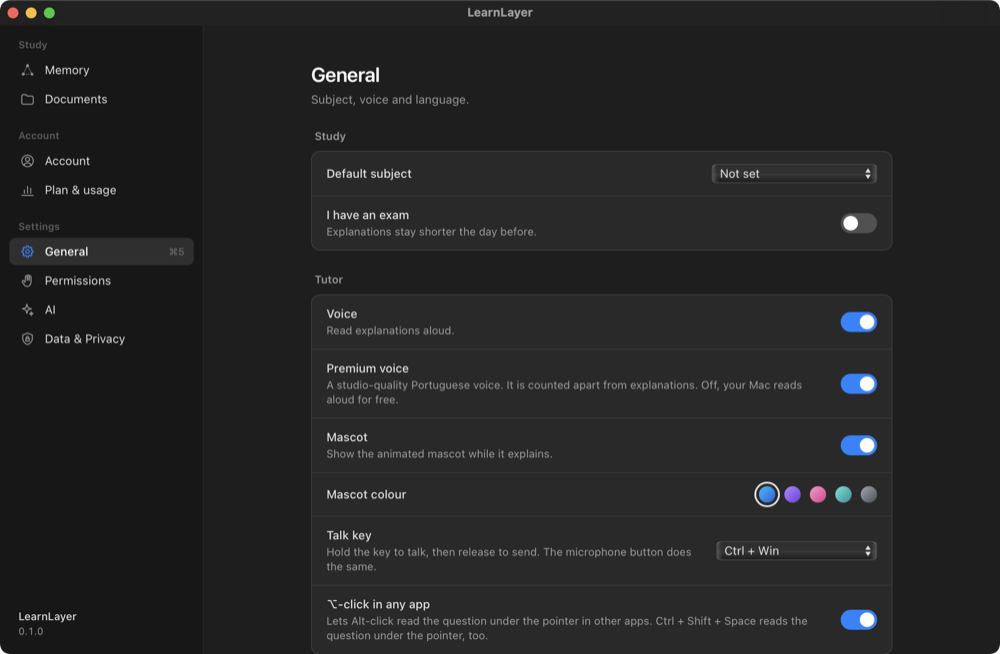 LearnLayer
Study
Memory
Documents
Account
Account
Plan & usage
Settings
General ⌘5
Permissions
AI
Data & Privacy
LearnLayer
0.1.0
General
Subject, voice and language.
Study
Default subject Not set
I have an exam
Explanations stay shorter the day before.
Tutor
Voice
Read explanations aloud.
Premium voice
A studio-quality Portuguese voice. It is counted apart from explanations. Off, your Mac reads
aloud for free.
Mascot
Show the animated mascot while it explains.
Mascot colour
Talk key
Hold the key to talk, then release to send. The microphone button does
the same.
Ctrl + Win
⌥-click in any app
Lets Alt-click read the question under the pointer in other apps. Ctrl + Shift + Space reads the
question under the pointer, too.